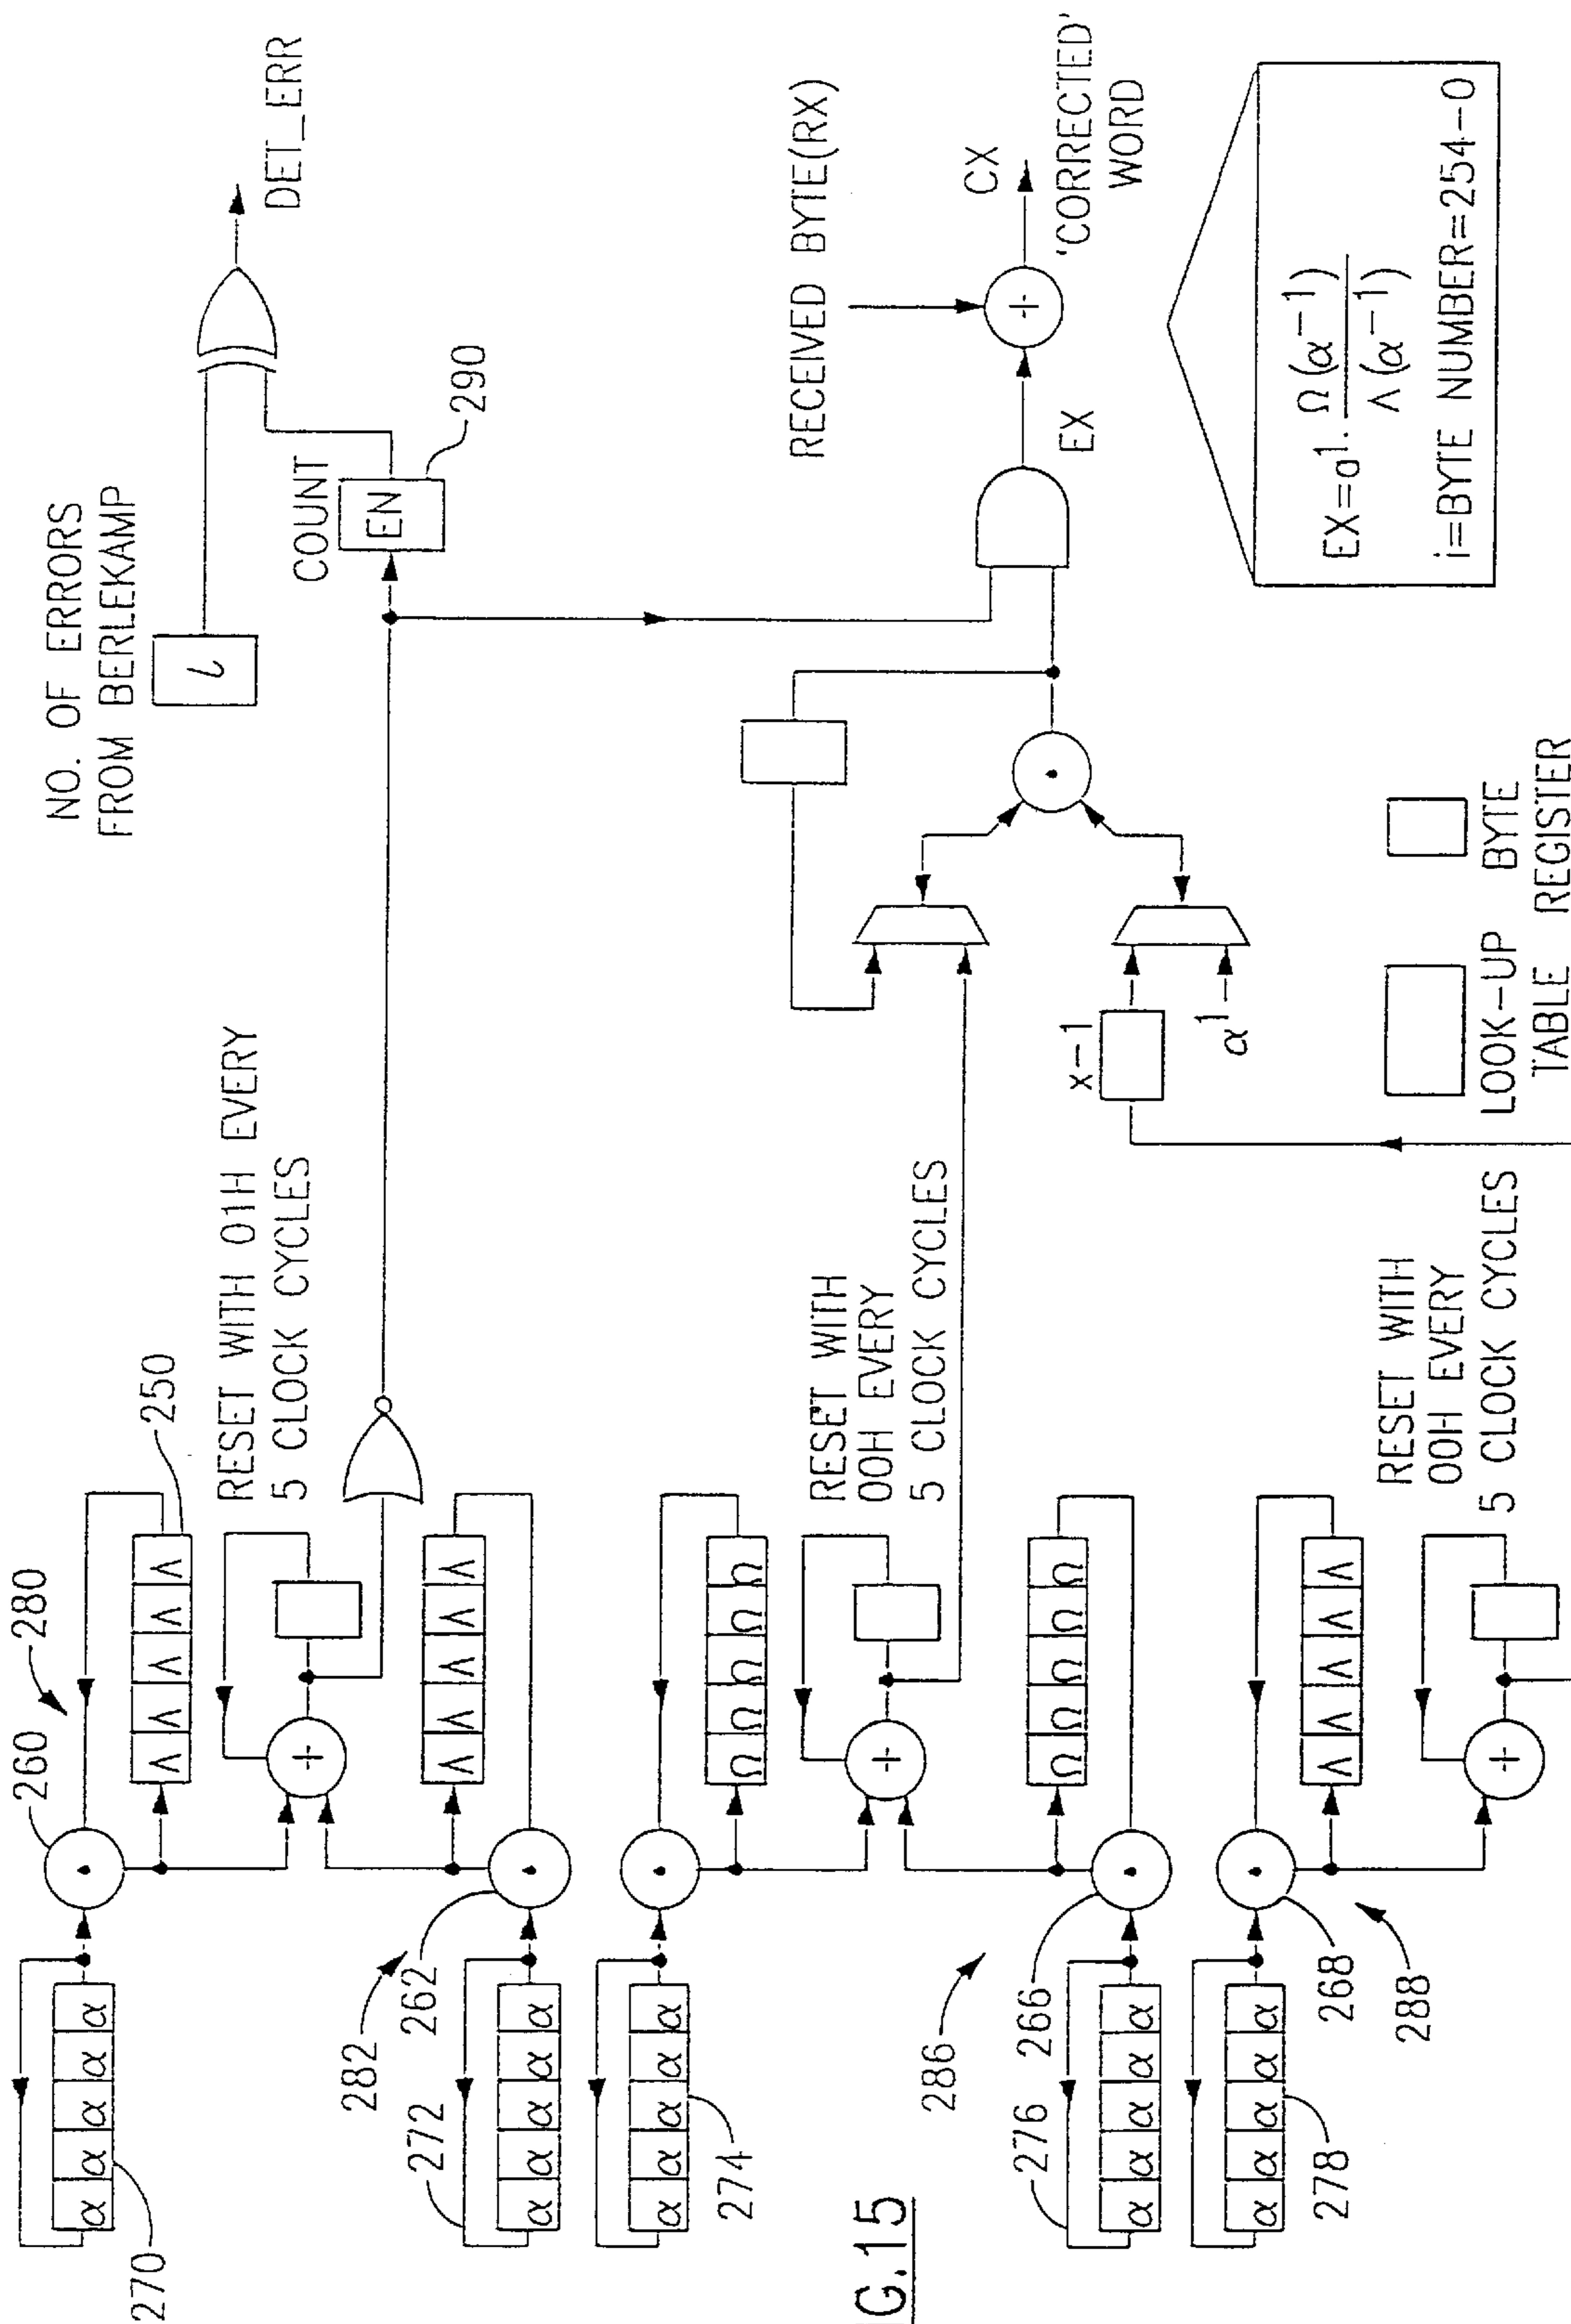 NO. OF ERRORS
FROM BERLEKAMP
l
DET_ERR
COUNT
EN
290
260
280
250
RESET WITH 01H EVERY
5 CLOCK CYCLES
Λ Λ Λ Λ Λ
α α α α α
270
Λ Λ Λ Λ Λ
262
282
272
α α α α α
RECEIVED BYTE(RX)
CX
'CORRECTED'
WORD
EX
Ω Ω Ω Ω Ω
RESET WITH
00H EVERY
5 CLOCK CYCLES
α α α α α
274
Ω Ω Ω Ω Ω
286
266
276
α α α α α
x-1
α1
EX=α1. Ω(α-1)
Λ(α-1)
i=BYTE NUMBER=254-0
LOOK-UP
TABLE
BYTE
REGISTER
Λ Λ Λ Λ Λ
RESET WITH
00H EVERY
5 CLOCK CYCLES
268
288
α α α α α
278
G.15